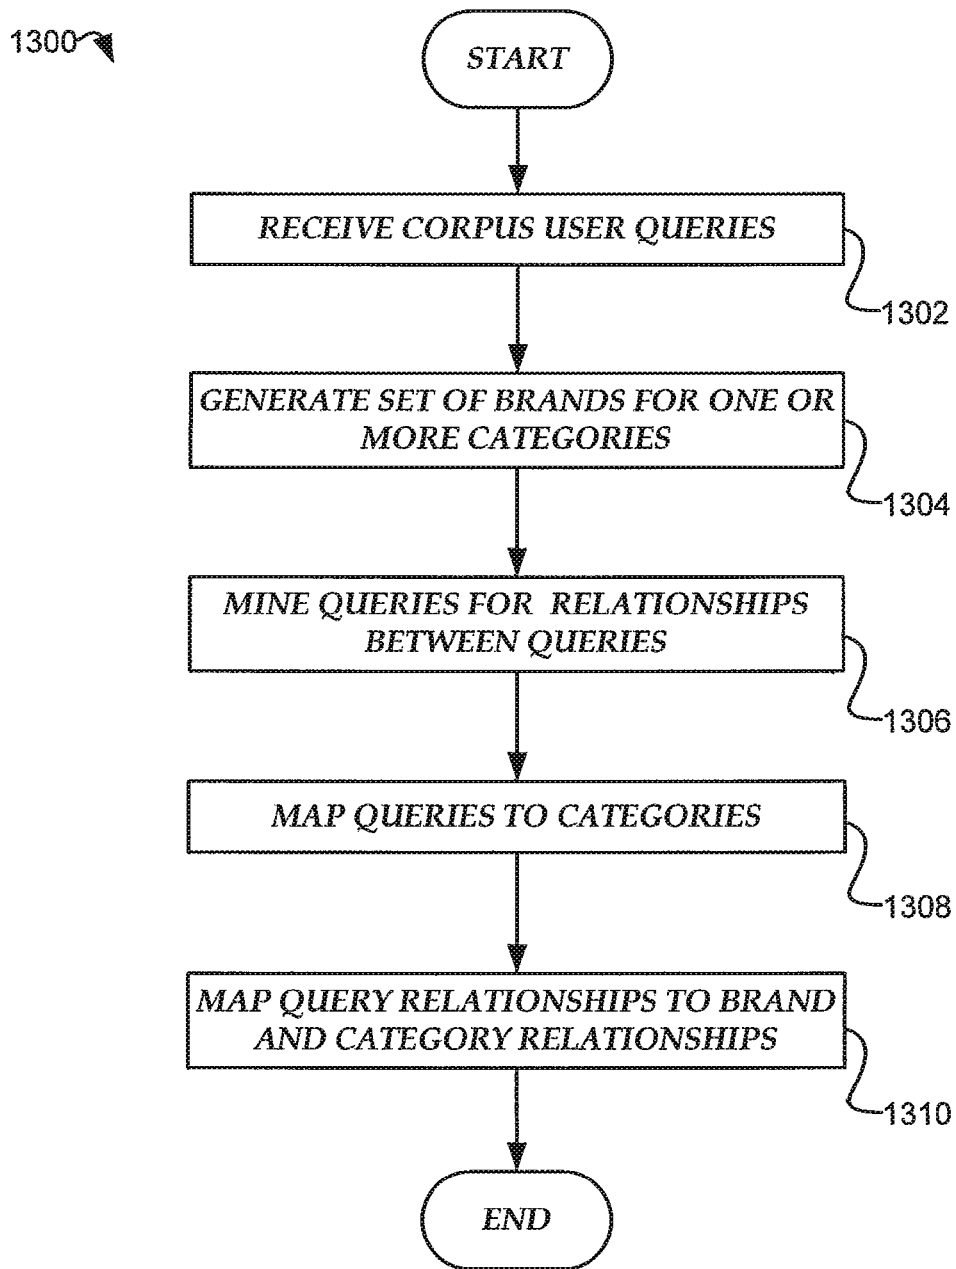 1300
START
RECEIVE CORPUS USER QUERIES
1302
GENERATE SET OF BRANDS FOR ONE OR
MORE CATEGORIES
1304
MINE QUERIES FOR RELATIONSHIPS
BETWEEN QUERIES
1306
MAP QUERIES TO CATEGORIES
1308
MAP QUERY RELATIONSHIPS TO BRAND
AND CATEGORY RELATIONSHIPS
1310
END